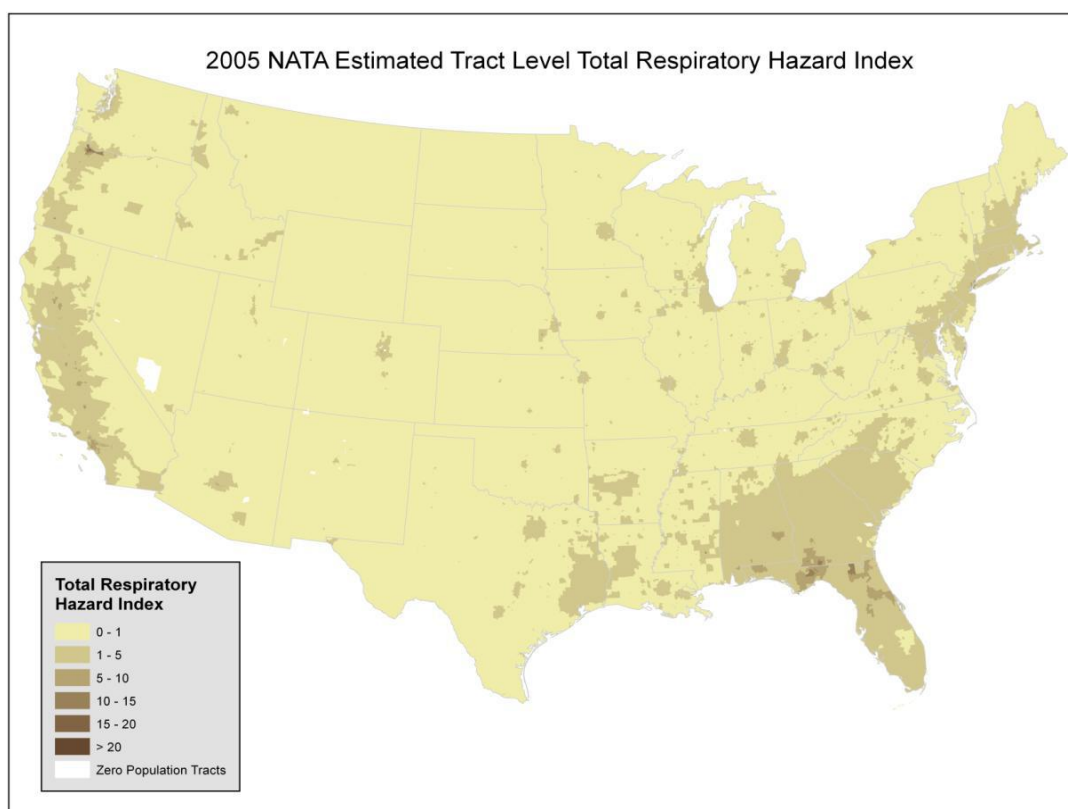 2005 NATA Estimated Tract Level Total Respiratory Hazard Index
Total Respiratory
Hazard Index
0 - 1
1 - 5
5 - 10
10 - 15
15 - 20
> 20
Zero Population Tracts